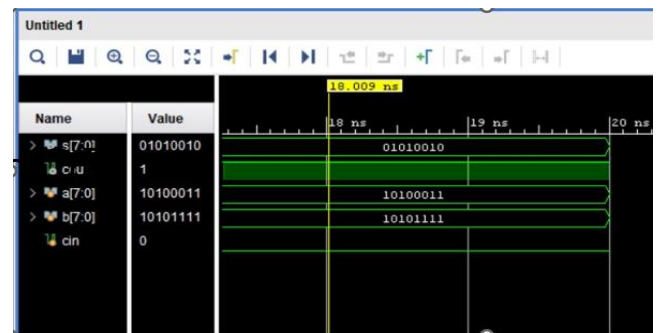 Untitled 1
18.009 ns
Name Value 18 ns 19 ns 20 ns
s[7:0] 01010010 01010010
1
a[7:0] 10100011 10100011
b[7:0] 10101111 10101111
cin 0